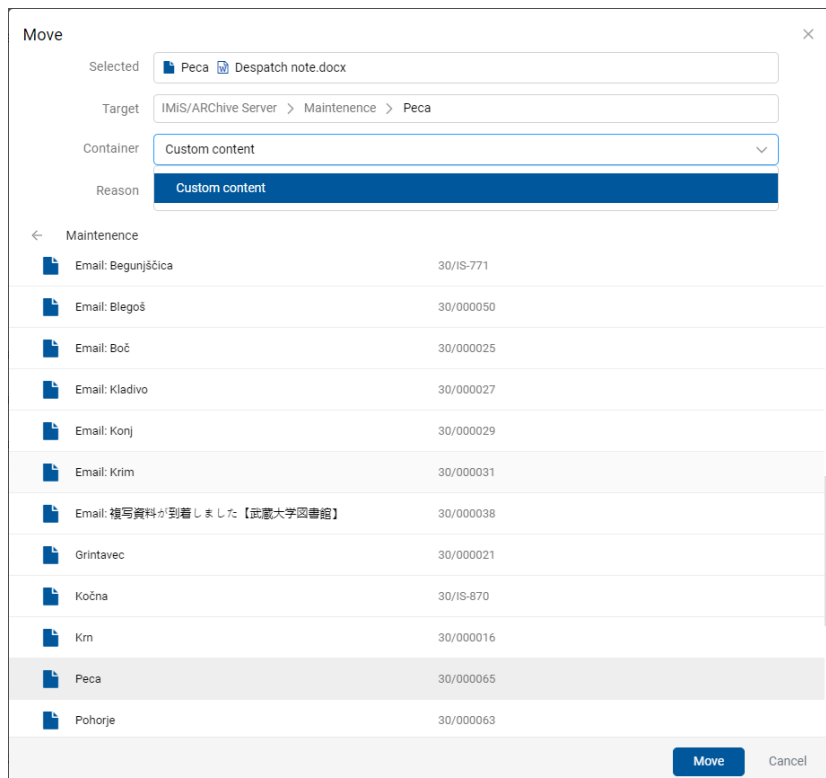 Move
Selected Peca Despatch note.docx
Target IMiS/ARChive Server > Maintenence > Peca
Container Custom content
Reason Custom content
Maintenence
Email: Begunjščica 30/IS-771
Email: Blegoš 30/000050
Email: Boč 30/000025
Email: Kladivo 30/000027
Email: Konj 30/000029
Email: Krim 30/000031
Email: 複写資料が到着しました【武蔵大学図書館】 30/000038
Grintavec 30/000021
Kočna 30/IS-870
Krn 30/000016
Peca 30/000065
Pohorje 30/000063
Move Cancel